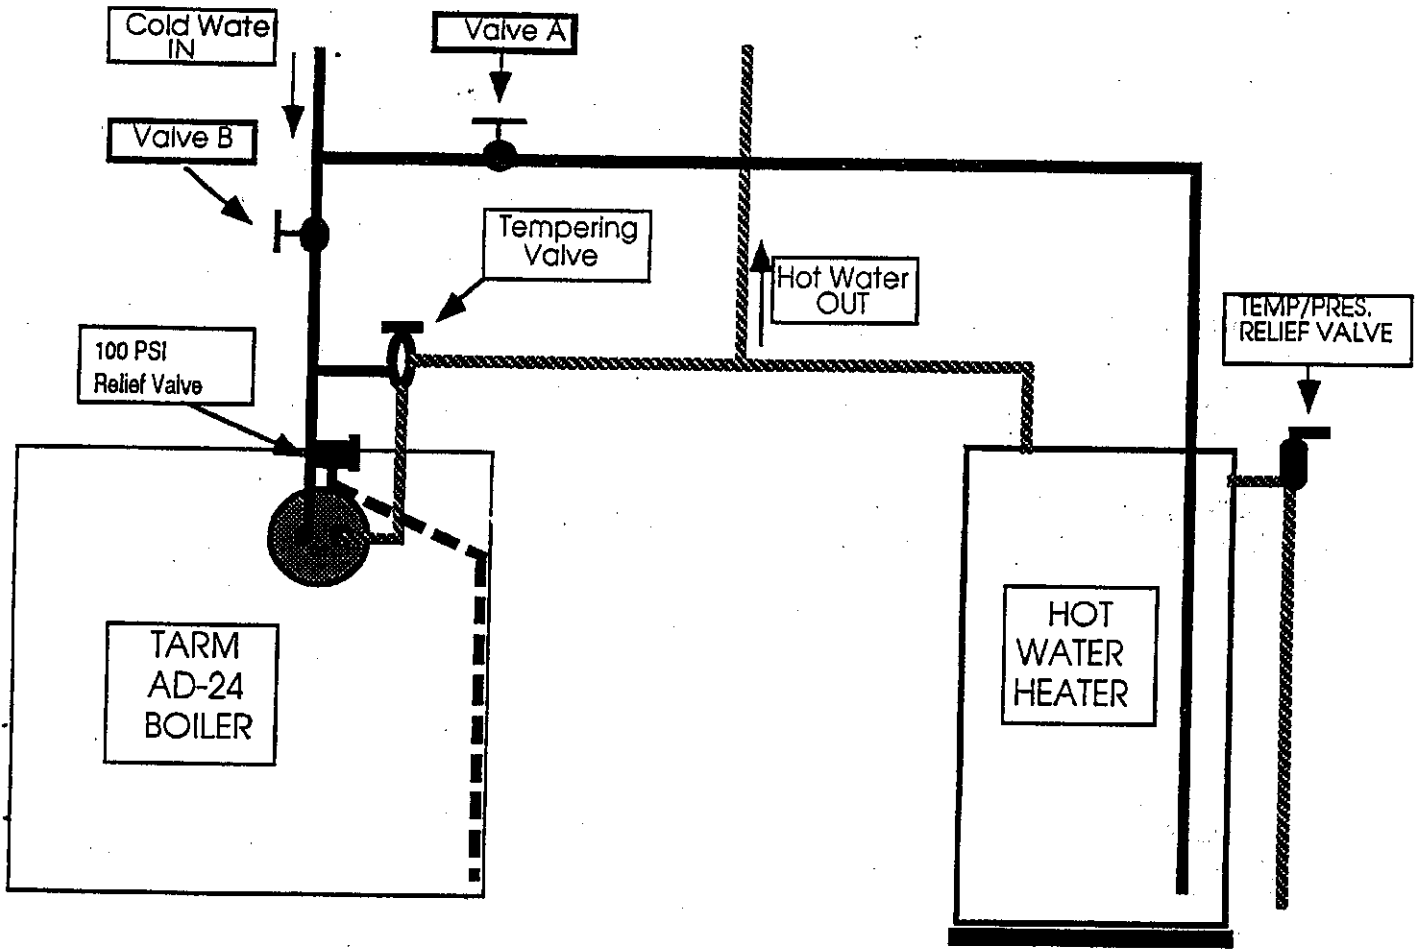 Cold Water
IN
Valve A
Valve B
Tempering
Valve
Hot Water
OUT
TEMP/PRES.
RELIEF VALVE
100 PSI
Relief Valve
TARM
AD-24
BOILER
HOT
WATER
HEATER